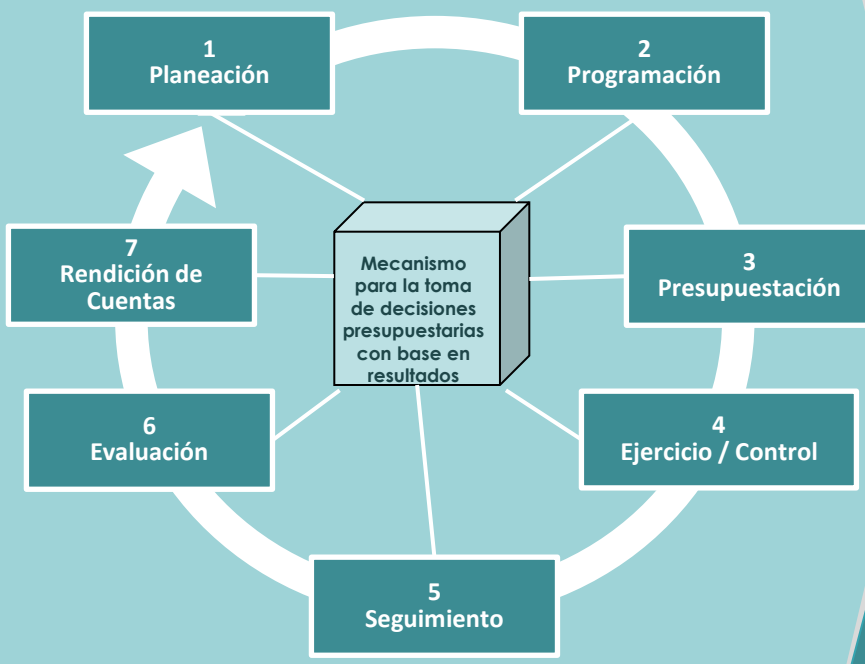 1
Planeación
2
Programación
3
Presupuestación
4
Ejercicio / Control
5
Seguimiento
6
Evaluación
7
Rendición de
Cuentas
Mecanismo
para la toma
de decisiones
presupuestarias
con base en
resultados